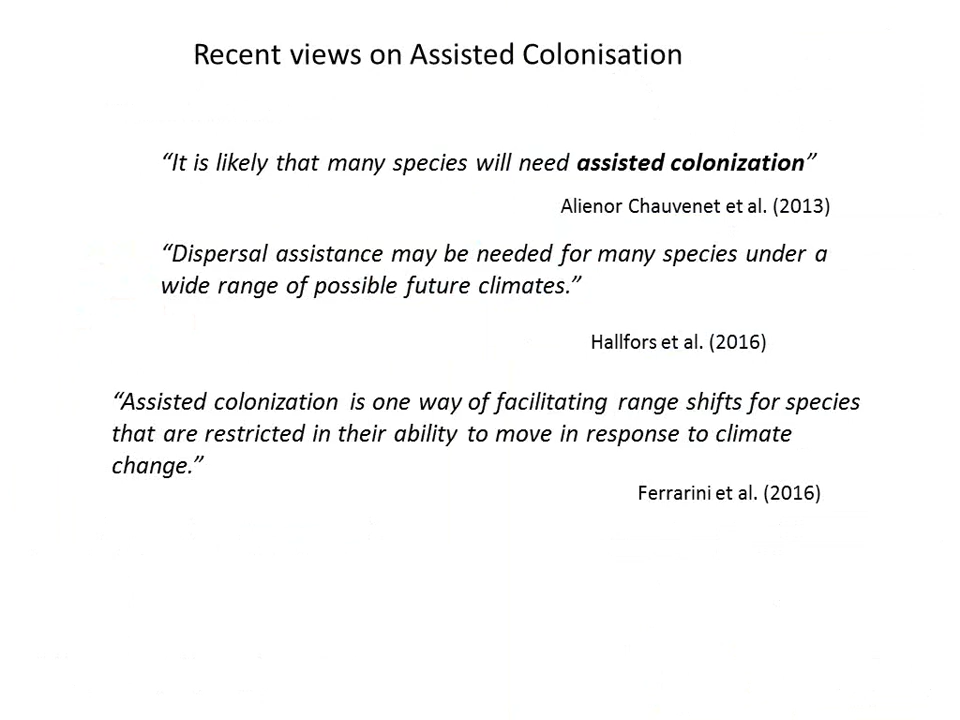 Recent views on Assisted Colonisation
“It is likely that many species will need assisted colonization”
Alienor Chauvenet et al. (2013)
“Dispersal assistance may be needed for many species under a
wide range of possible future climates.”
Hallfors et al. (2016)
“Assisted colonization is one way of facilitating range shifts for species
that are restricted in their ability to move in response to climate
change.”
Ferrarini et al. (2016)